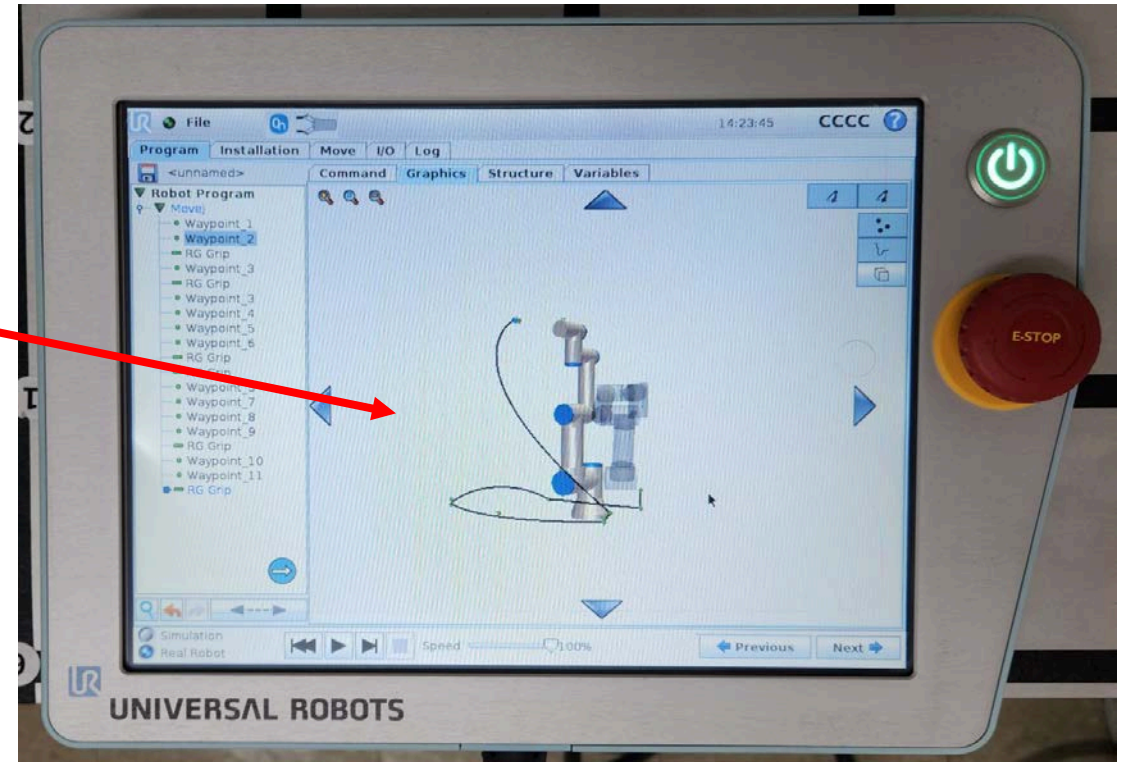 File 14:23:45 CCCC ?
Program Installation Move I/O Log
<unnamed> Command Graphics Structure Variables
Robot Program
MoveJ
Waypoint_1
Waypoint_2
RG Grip
Waypoint_3
RG Grip
Waypoint_3
Waypoint_4
Waypoint_5
Waypoint_6
RG Grip
Waypoint_7
Waypoint_8
Waypoint_9
RG Grip
Waypoint_10
Waypoint_11
RG Grip
Simulation
Real Robot
Speed 100%
Previous Next
E-STOP
UR
UNIVERSAL ROBOTS